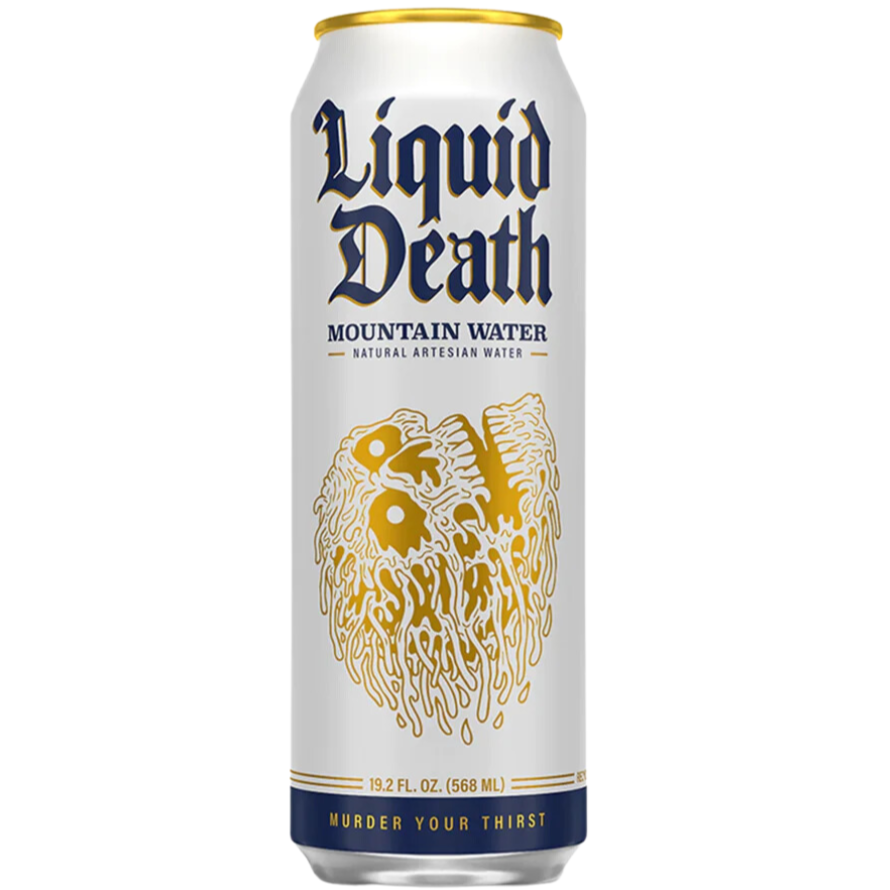 Liquid
Death
MOUNTAIN WATER
NATURAL ARTESIAN WATER
19.2 FL. OZ. (568 ML)
MURDER YOUR THIRST